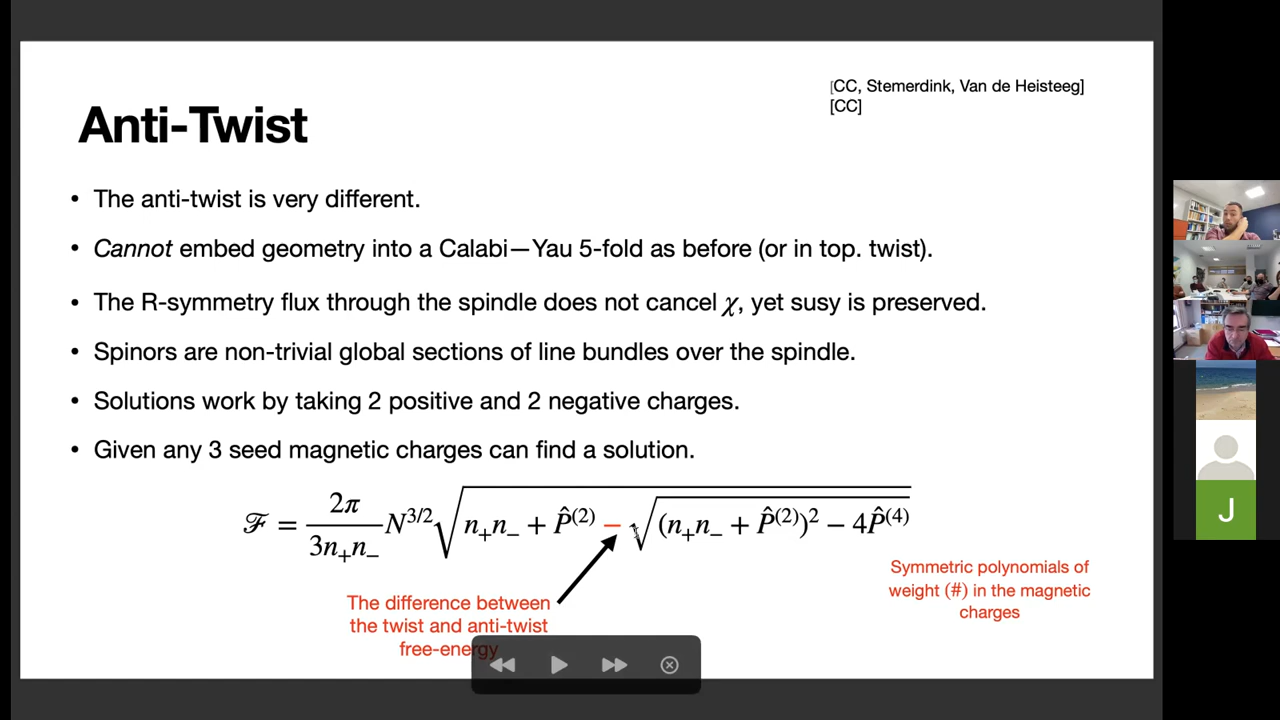 [CC, Stemerdink, Van de Heisteeg]
[CC]
Anti-Twist
• The anti-twist is very different.
• Cannot embed geometry into a Calabi—Yau 5-fold as before (or in top. twist).
• The R-symmetry flux through the spindle does not cancel χ, yet susy is preserved.
• Spinors are non-trivial global sections of line bundles over the spindle.
• Solutions work by taking 2 positive and 2 negative charges.
• Given any 3 seed magnetic charges can find a solution.
ℱ = 2π/(3n₊n₋) N^{3/2} √(n₊n₋ + P̂^{(2)} − √((n₊n₋ + P̂^{(2)})² − 4P̂^{(4)}))
Symmetric polynomials of
weight (#) in the magnetic
charges
The difference between
the twist and anti-twist
free-energy
J